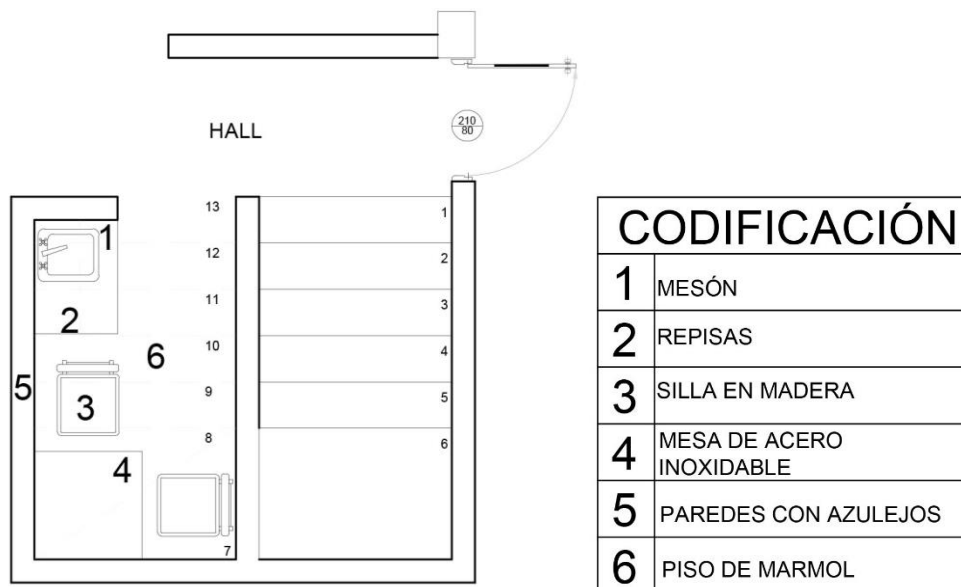 210
80
HALL
13
1
1
12
2
11
3
2
10
4
6
5
9
5
3
8
6
4
7
CODIFICACIÓN
1 MESÓN
2 REPISAS
3 SILLA EN MADERA
4 MESA DE ACERO
INOXIDABLE
5 PAREDES CON AZULEJOS
6 PISO DE MARMOL